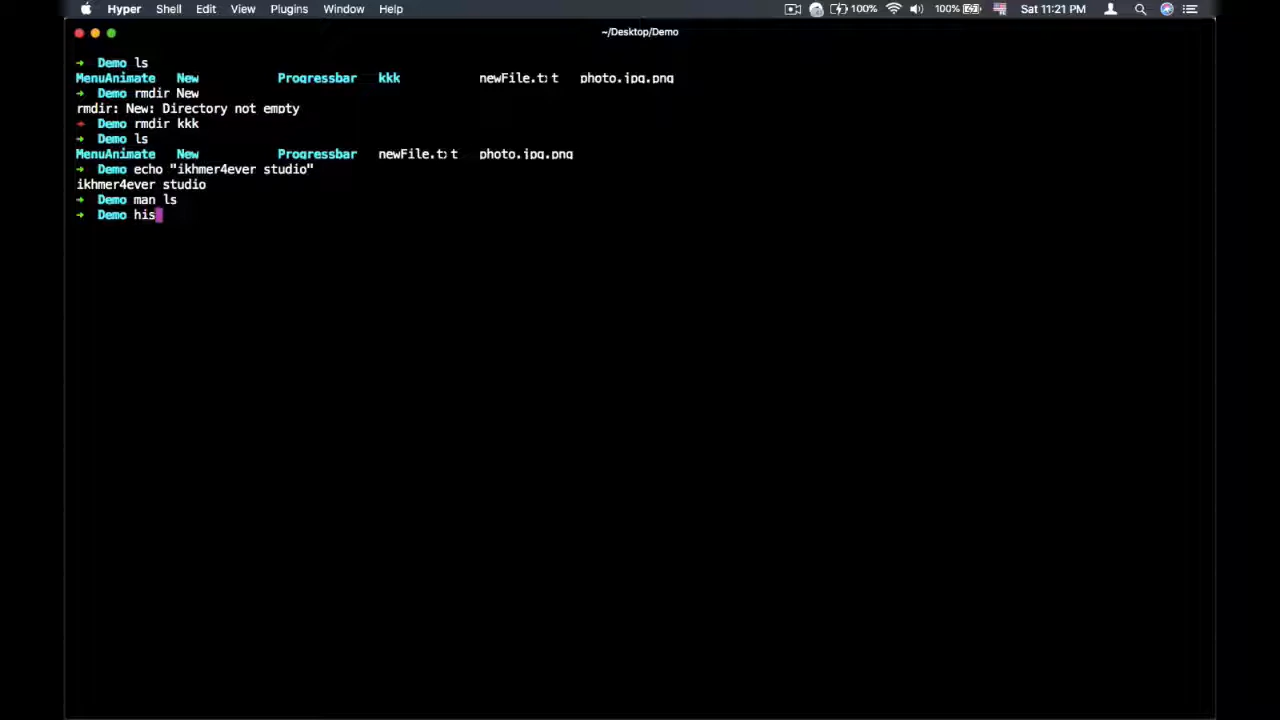 Hyper Shell Edit View Plugins Window Help 100% 100% Sat 11:21 PM
~/Desktop/Demo
→ Demo ls
MenuAnimate New Progressbar kkk newFile.txt photo.jpg.png
→ Demo rmdir New
rmdir: New: Directory not empty
→ Demo rmdir kkk
→ Demo ls
MenuAnimate New Progressbar newFile.txt photo.jpg.png
→ Demo echo "ikhmer4ever studio"
ikhmer4ever studio
→ Demo man ls
→ Demo his